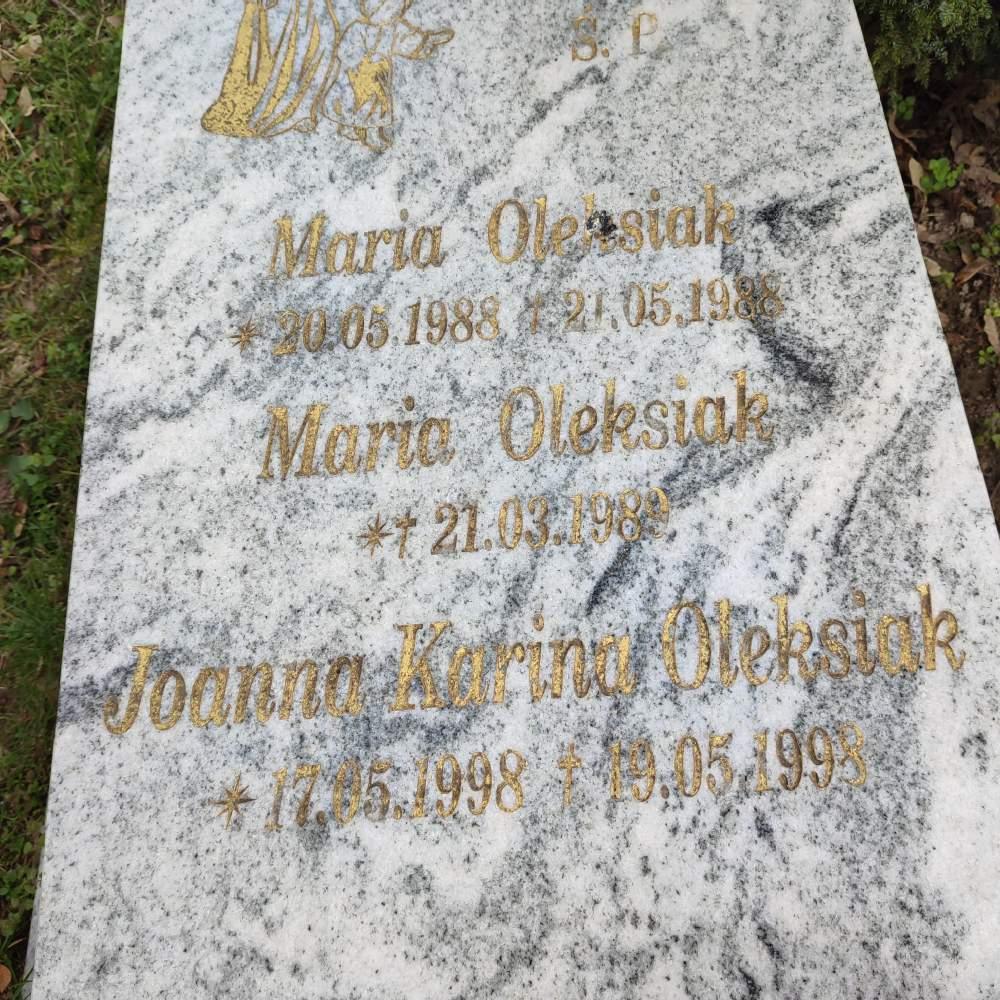 Ś. P.
Maria Oleksiak
* 20.05.1988 † 21.05.1988
Maria Oleksiak
*† 21.03.1989
Joanna Karina Oleksiak
* 17.05.1998 † 19.05.1998